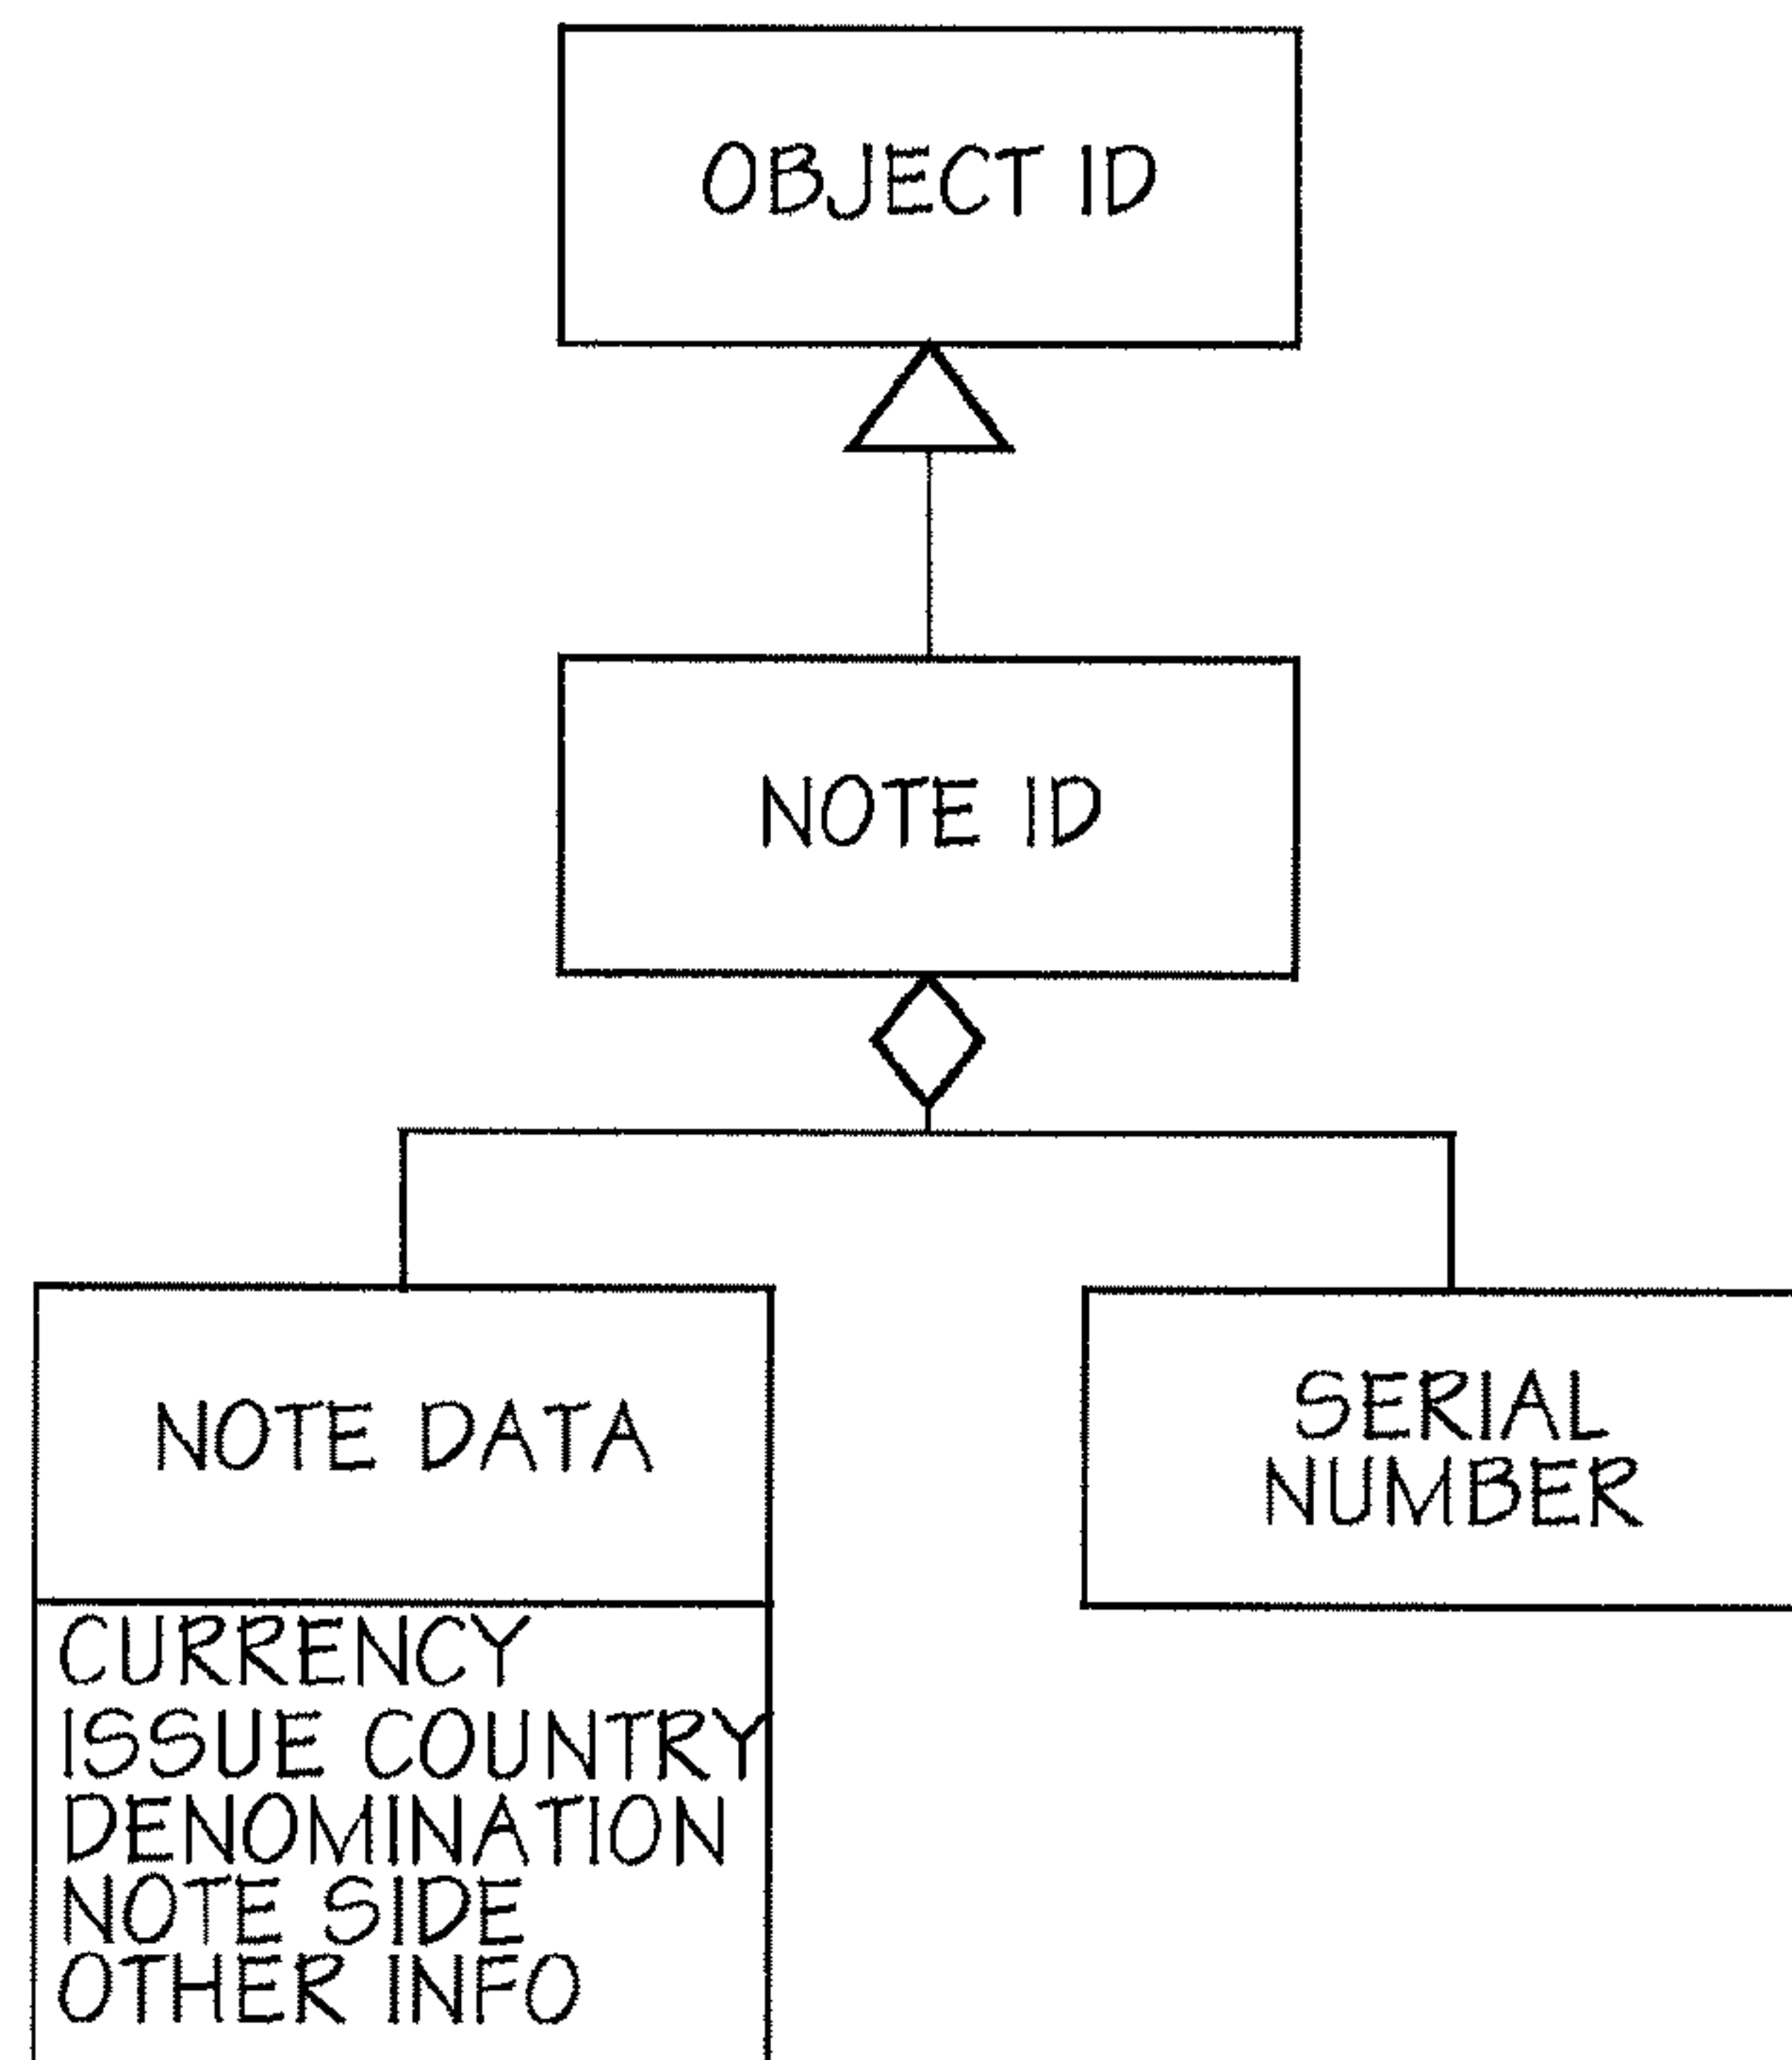 OBJECT ID
NOTE ID
NOTE DATA
SERIAL
NUMBER
CURRENCY
ISSUE COUNTRY
DENOMINATION
NOTE SIDE
OTHER INFO